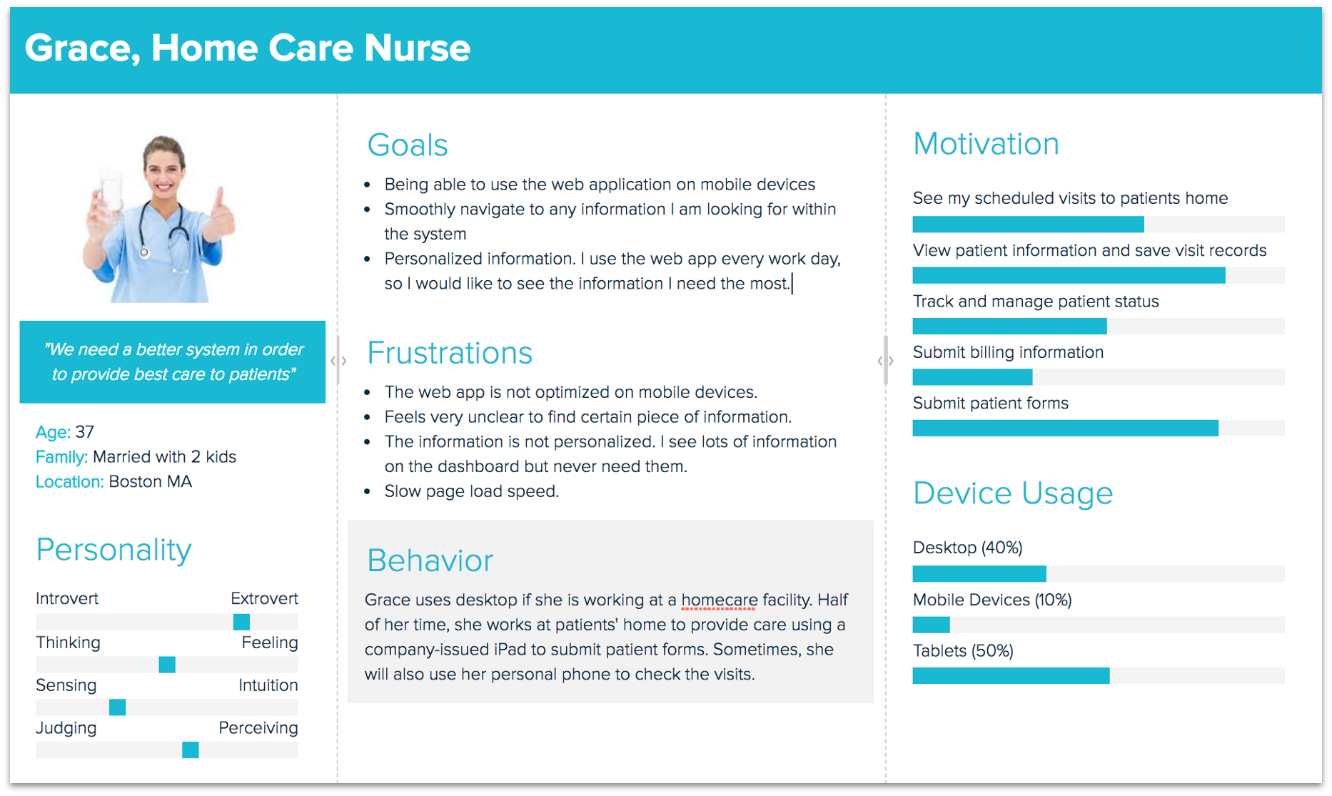 Grace, Home Care Nurse
"We need a better system in order
to provide best care to patients"
Age: 37
Family: Married with 2 kids
Location: Boston MA
Personality
Introvert Extrovert
Thinking Feeling
Sensing Intuition
Judging Perceiving
Goals
• Being able to use the web application on mobile devices
• Smoothly navigate to any information I am looking for within
the system
• Personalized information. I use the web app every work day,
so I would like to see the information I need the most.
Frustrations
• The web app is not optimized on mobile devices.
• Feels very unclear to find certain piece of information.
• The information is not personalized. I see lots of information
on the dashboard but never need them.
• Slow page load speed.
Behavior
Grace uses desktop if she is working at a homecare facility. Half
of her time, she works at patients' home to provide care using a
company-issued iPad to submit patient forms. Sometimes, she
will also use her personal phone to check the visits.
Motivation
See my scheduled visits to patients home
View patient information and save visit records
Track and manage patient status
Submit billing information
Submit patient forms
Device Usage
Desktop (40%)
Mobile Devices (10%)
Tablets (50%)